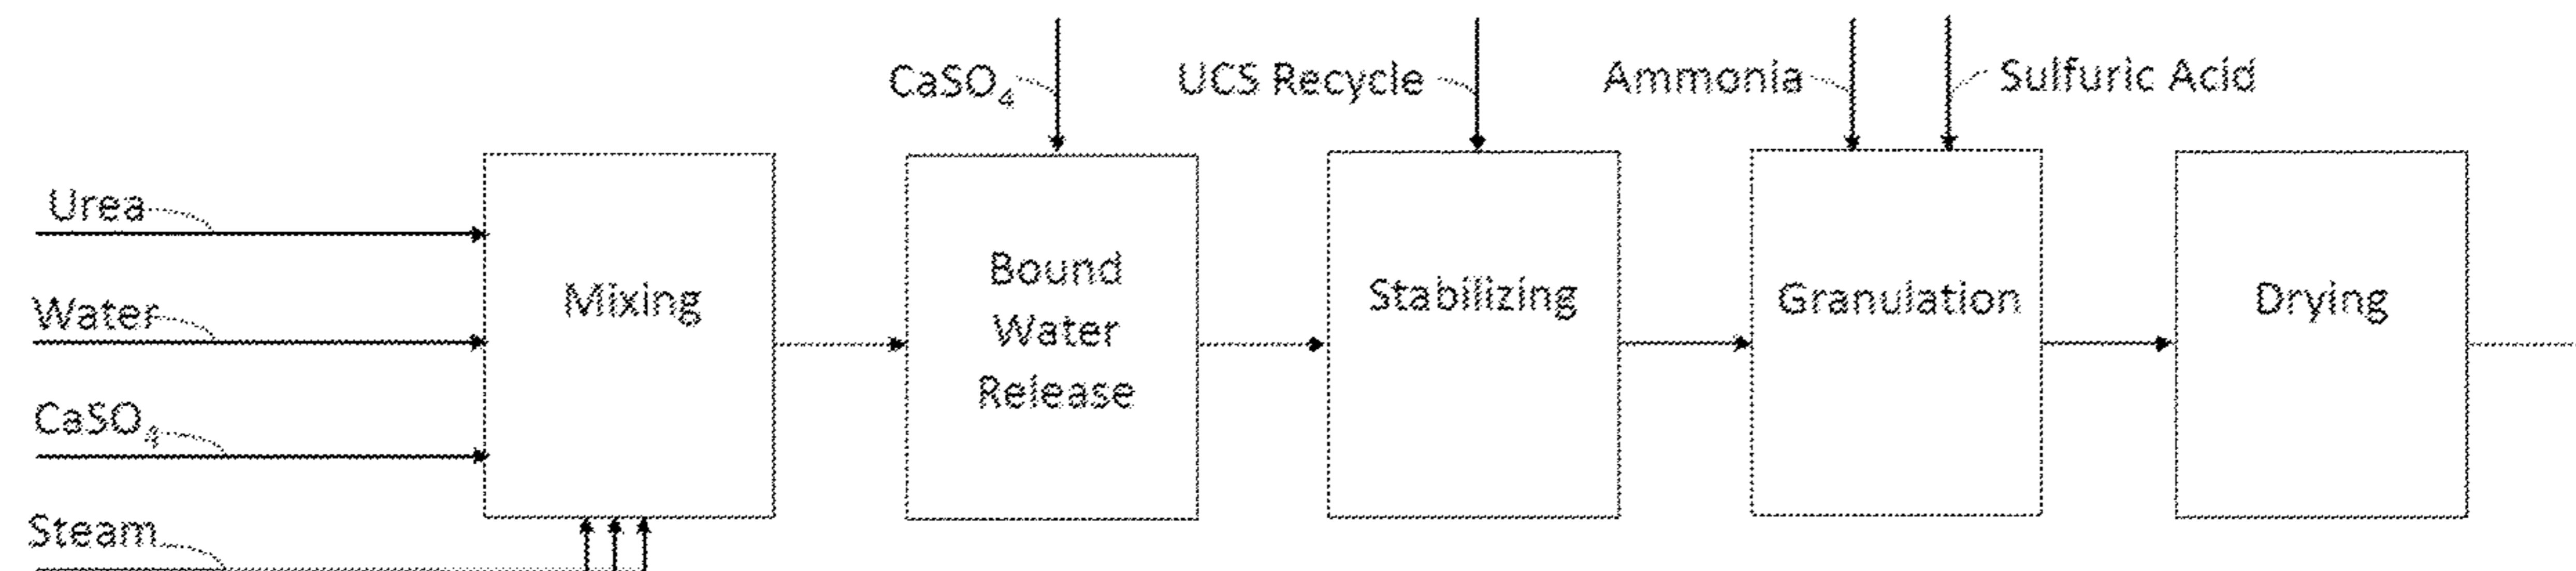 CaSO₄
UCS Recycle
Ammonia
Sulfuric Acid
Urea
Water
CaSO₄
Steam
Mixing
Bound
Water
Release
Stabilizing
Granulation
Drying